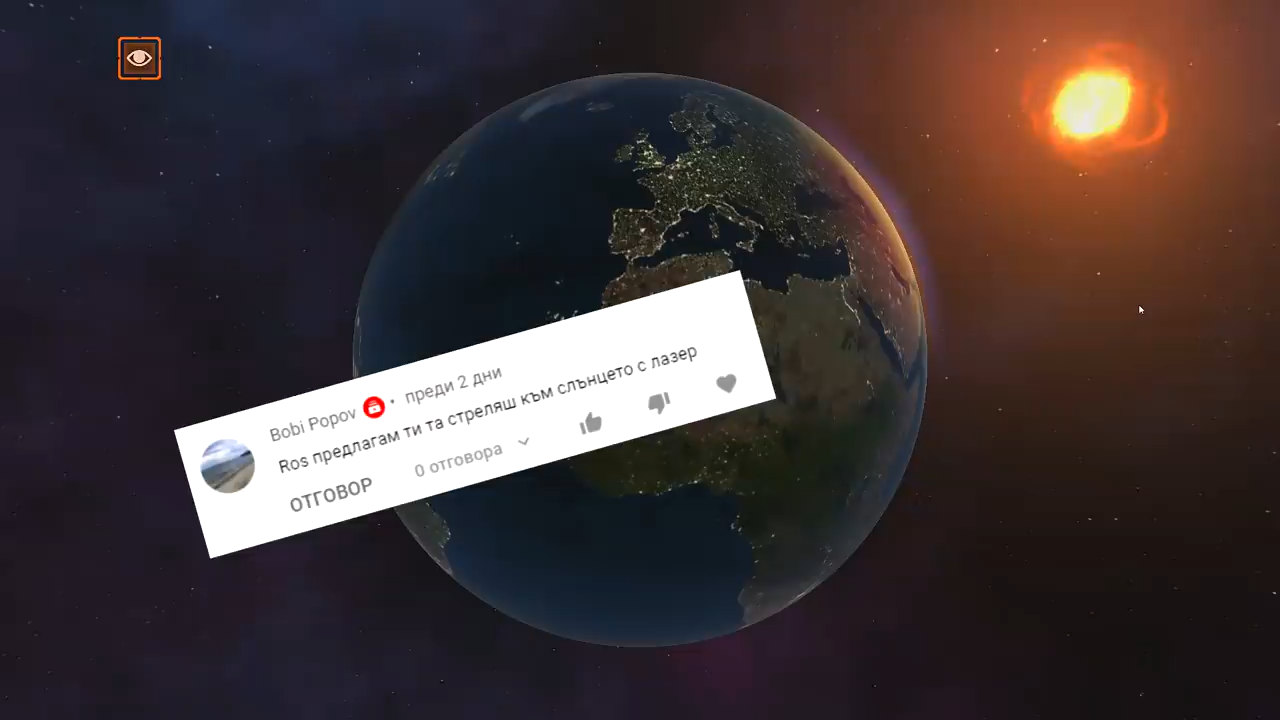 Bobi Popov • преди 2 дни
Ros предлагам ти та стреляш към слънцето с лазер
ОТГОВОР 0 отговора